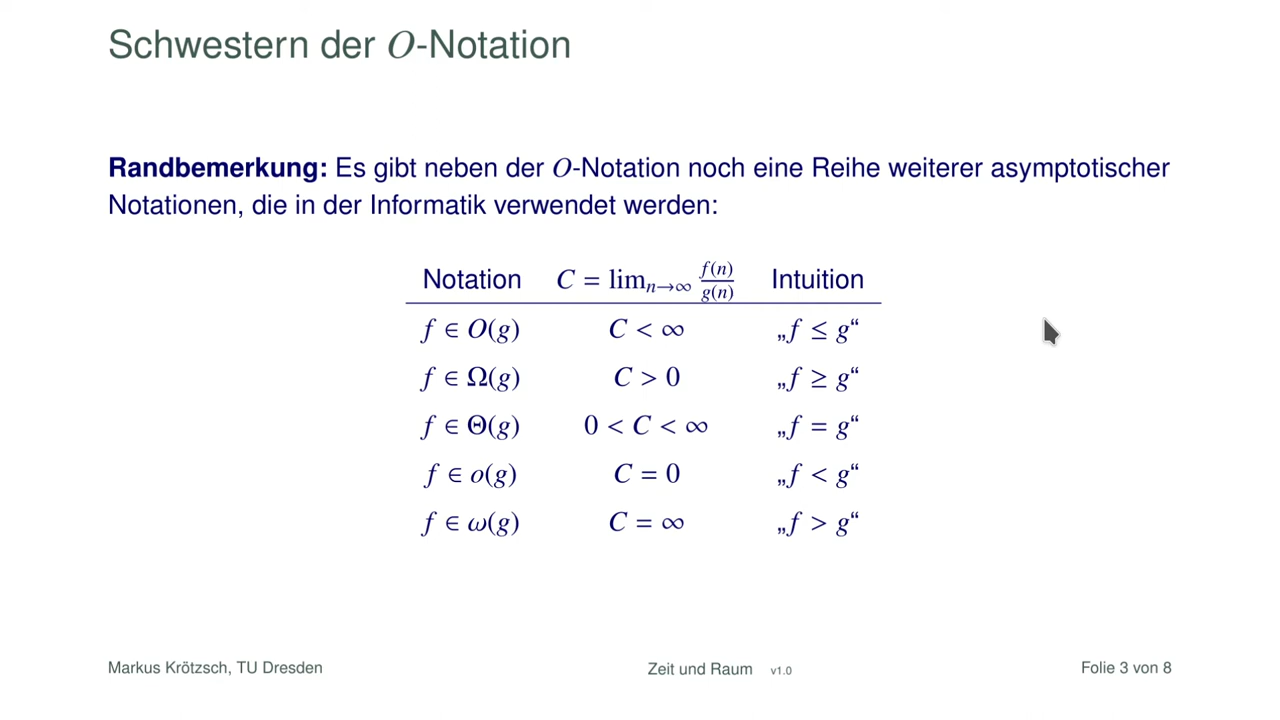 Schwestern der O-Notation
Randbemerkung: Es gibt neben der O-Notation noch eine Reihe weiterer asymptotischer
Notationen, die in der Informatik verwendet werden:
Notation C = lim n→∞ f(n)/g(n) Intuition
f ∈ O(g) C < ∞ „f ≤ g“
f ∈ Ω(g) C > 0 „f ≥ g“
f ∈ Θ(g) 0 < C < ∞ „f = g“
f ∈ o(g) C = 0 „f < g“
f ∈ ω(g) C = ∞ „f > g“
Markus Krötzsch, TU Dresden Zeit und Raum v1.0 Folie 3 von 8